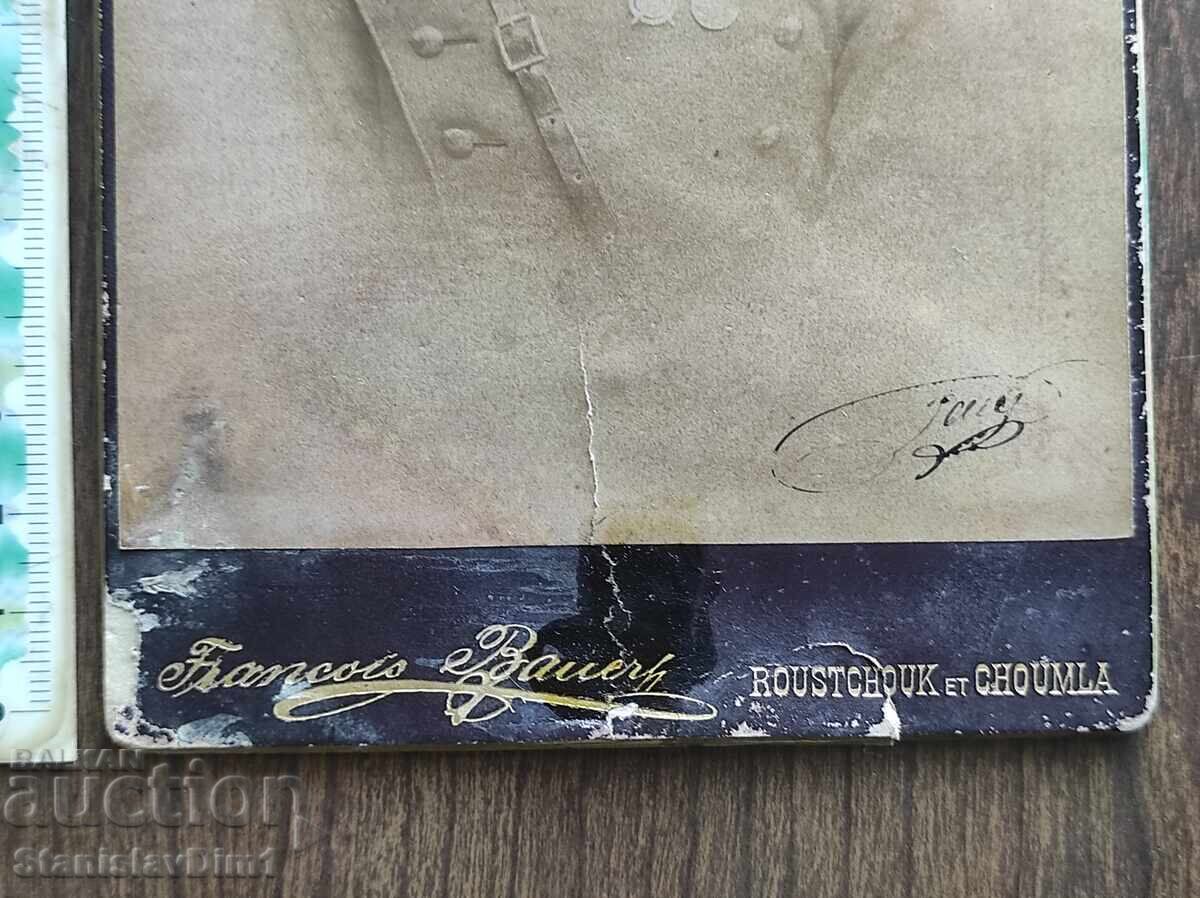 Francois Bauerh
ROUSTCHOUK ET CHOUMLA
BALKAN
auction
StanislavDim1